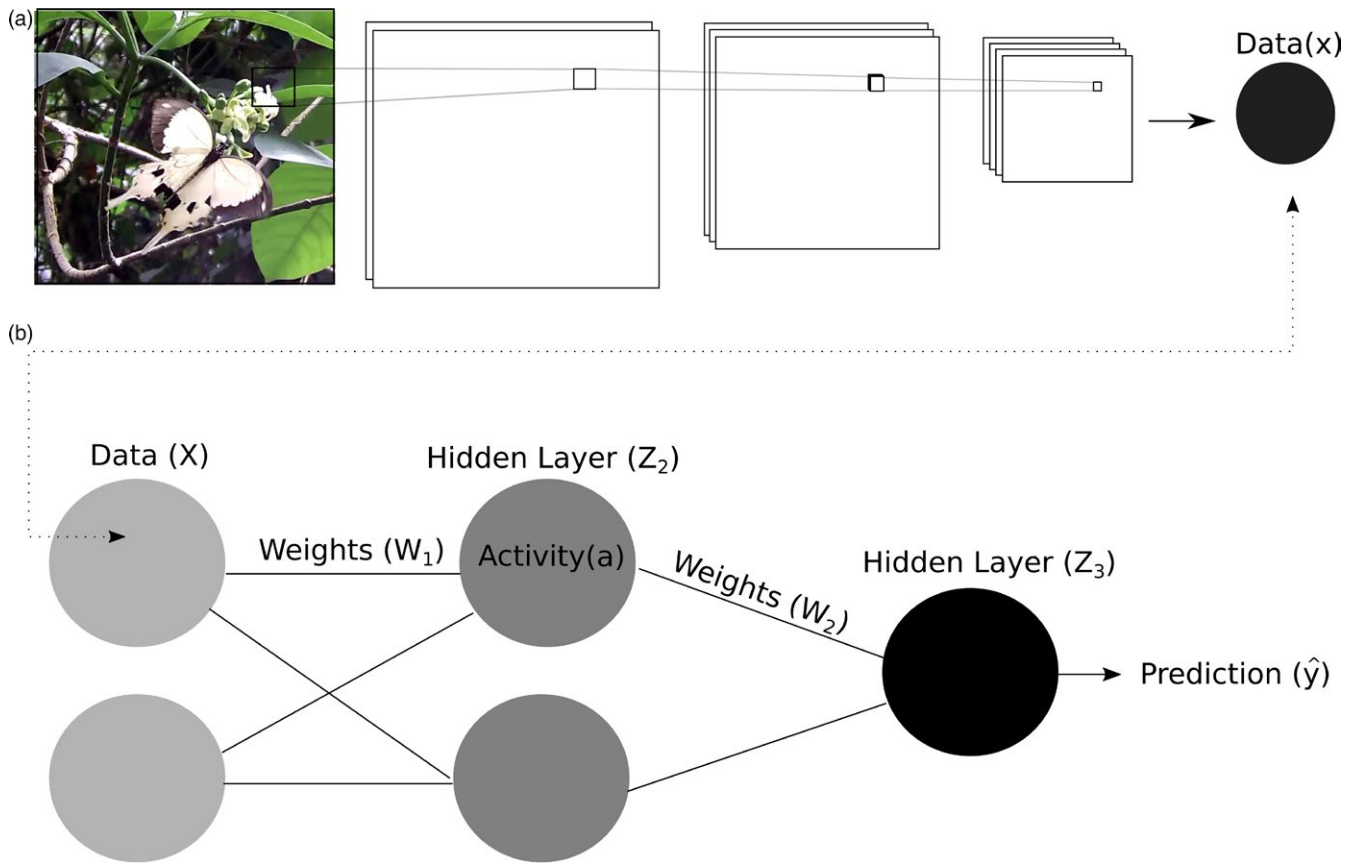 (a)
Data(x)
(b)
Data (X)
Hidden Layer (Z₂)
Weights (W₁)
Activity(a)
Weights (W₂)
Hidden Layer (Z₃)
Prediction (ŷ)